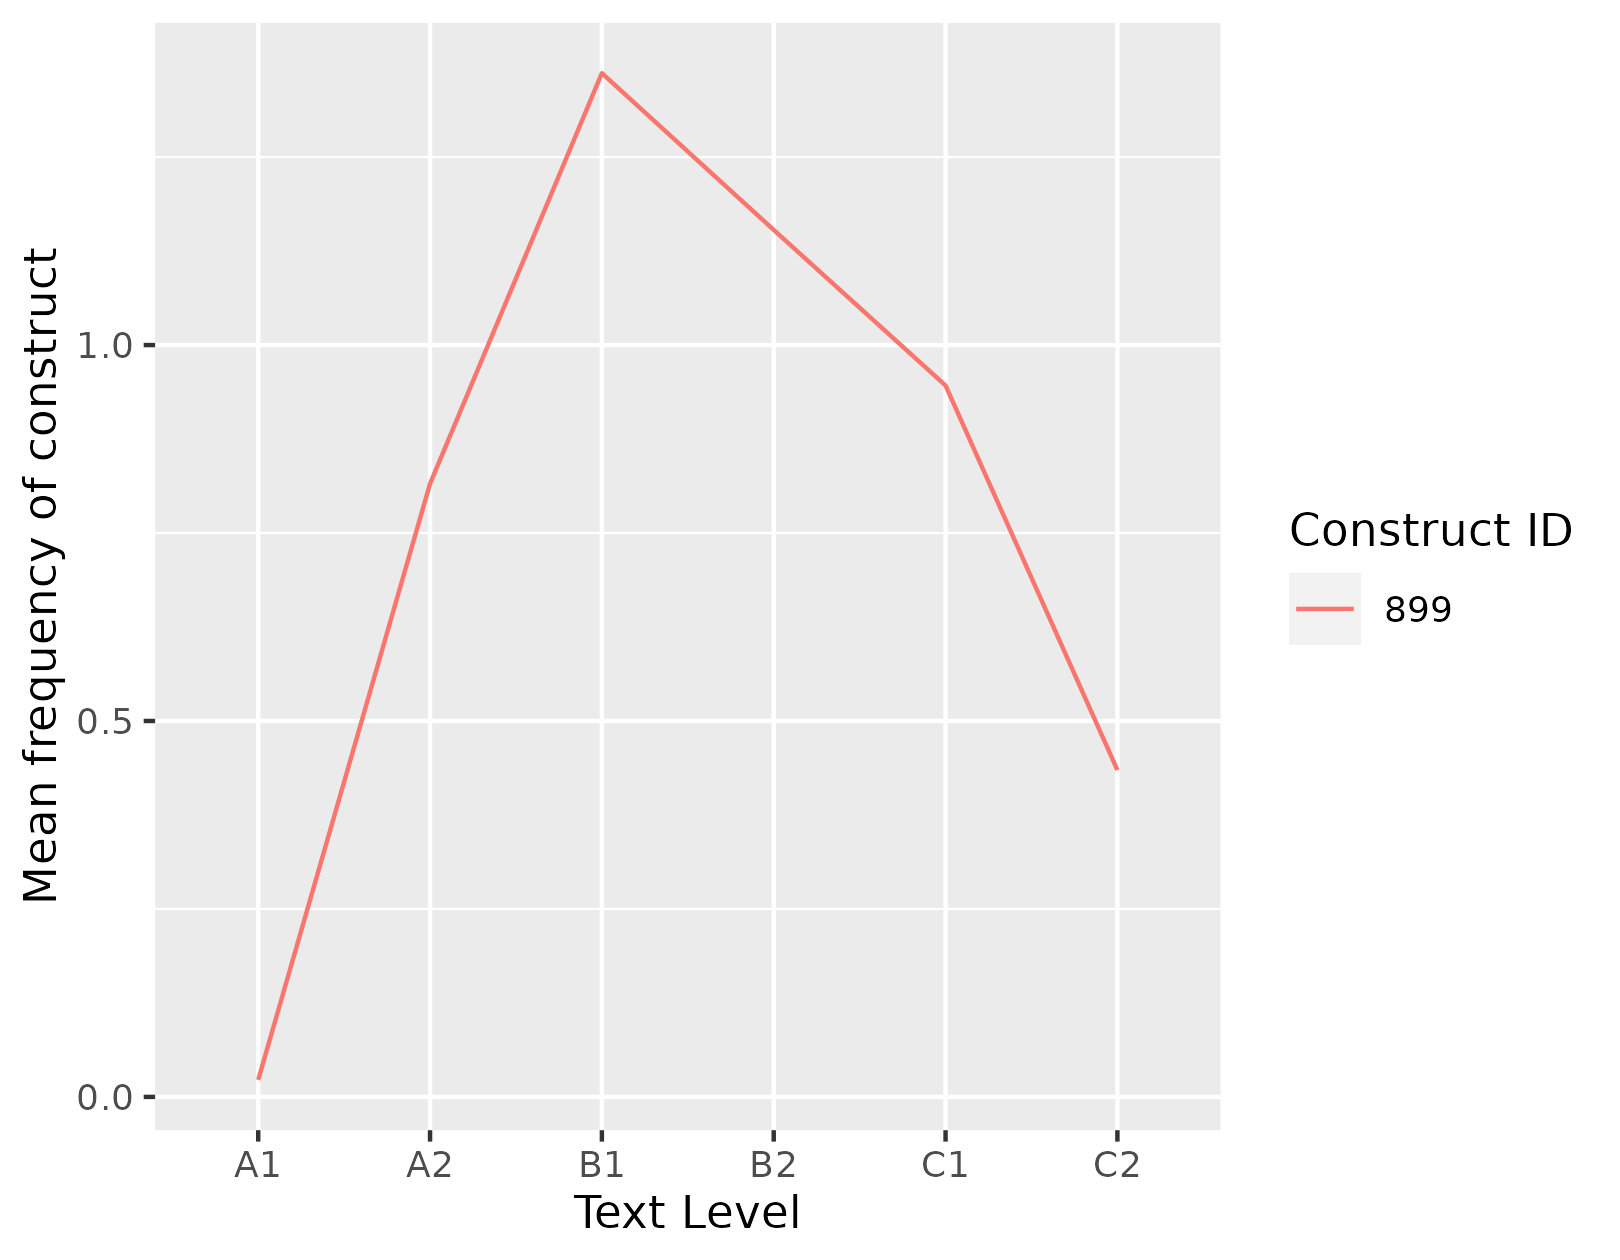 Mean frequency of construct
1.0
0.5
0.0
A1 A2 B1 B2 C1 C2
Text Level
Construct ID
899